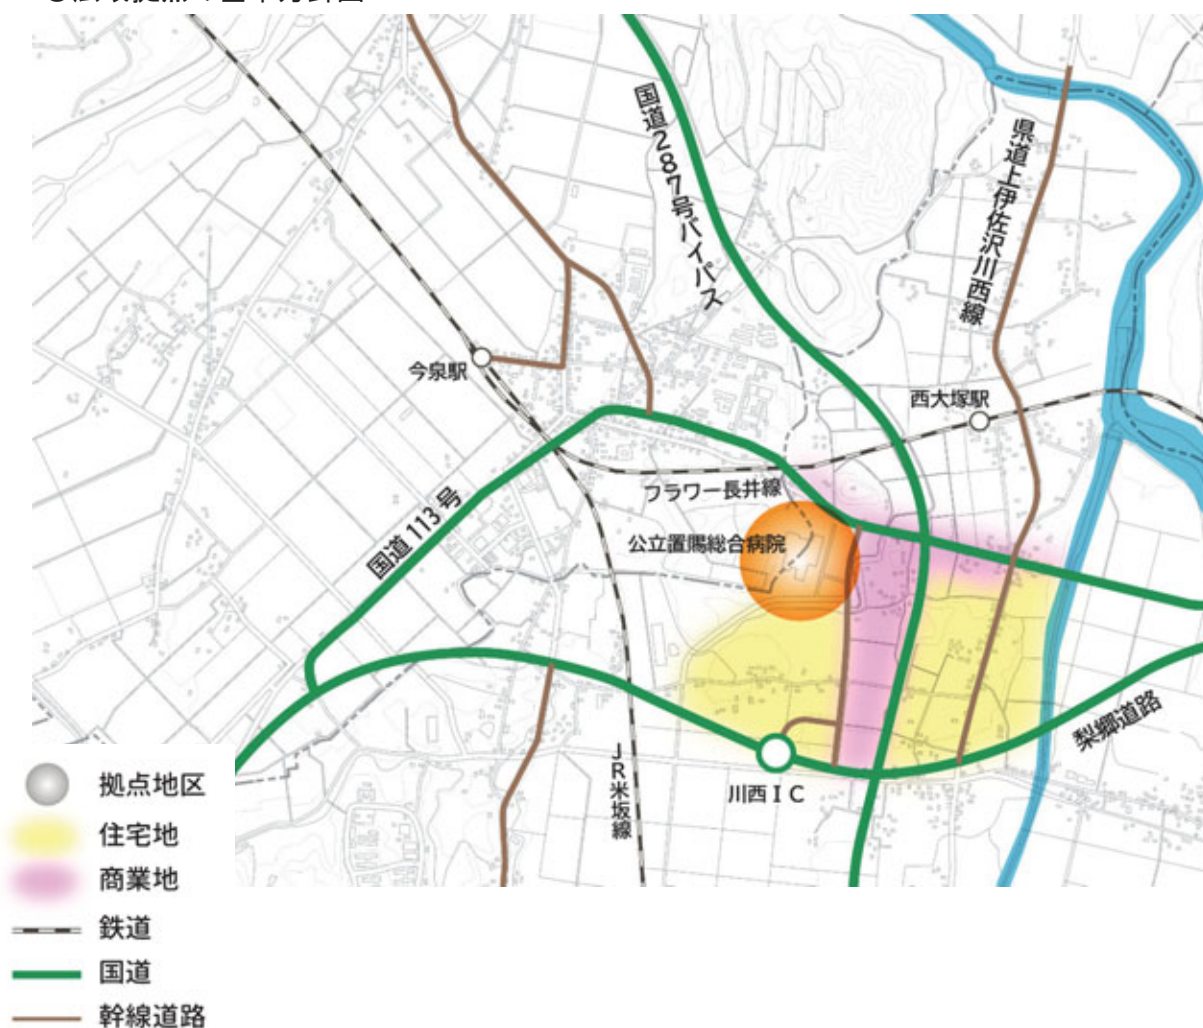 国道287号バイパス
県道上伊佐沢川西線
今泉駅
西大塚駅
フラワー長井線
国道113号
公立置賜総合病院
梨郷道路
JR米坂線
川西IC
拠点地区
住宅地
商業地
鉄道
国道
幹線道路